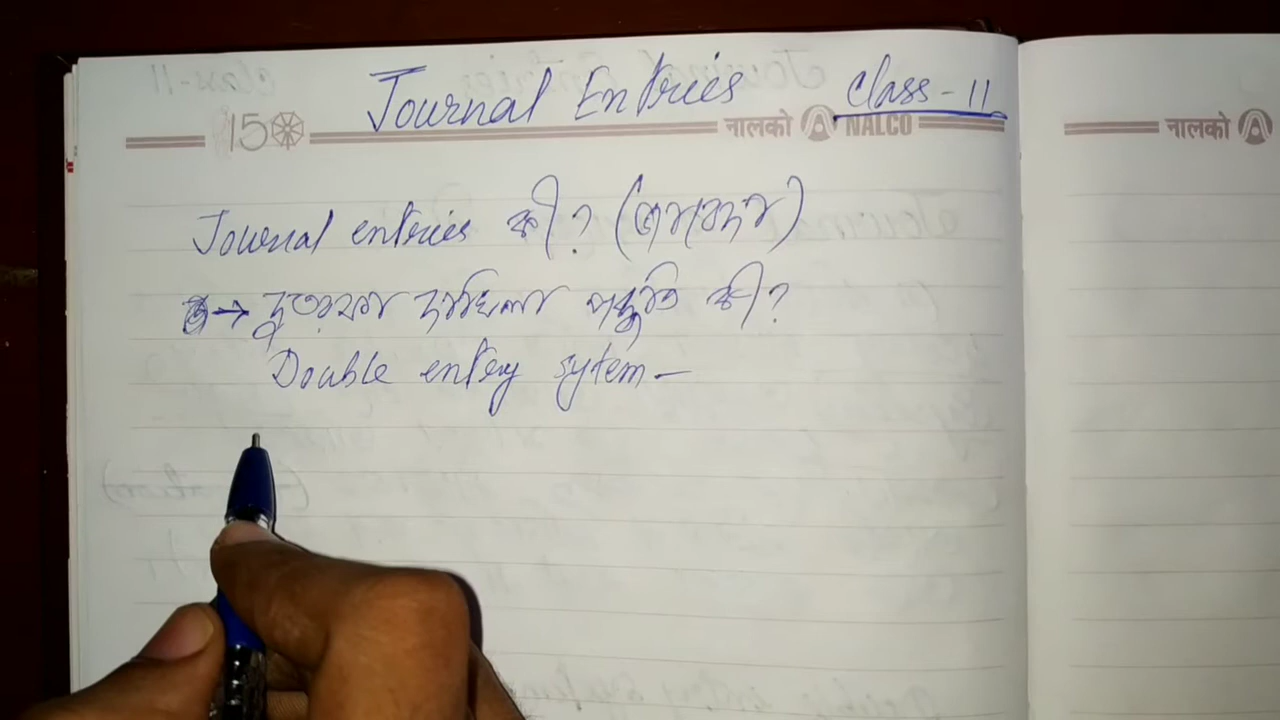 Journal Entries Class - 11
150 नालको NALCO नालको
Journal entries কী?
→ দাখিলা পদ্ধতি কী?
Double entry sytem —